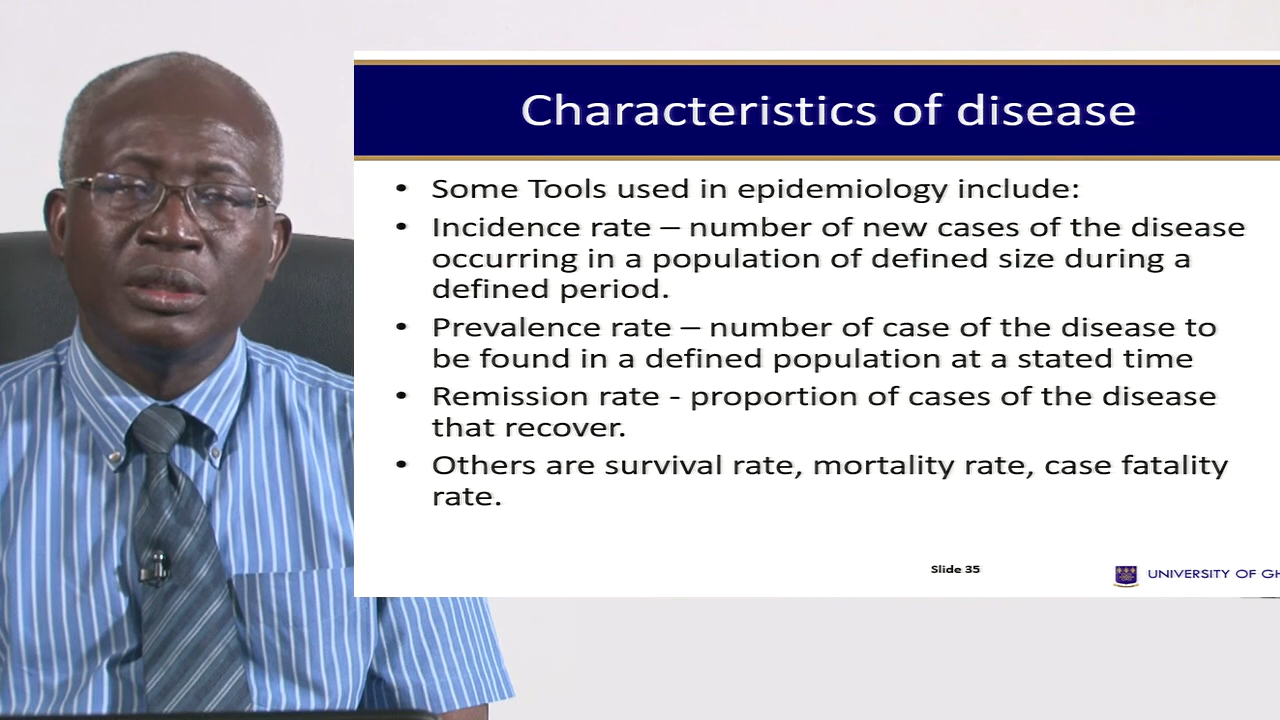 Characteristics of disease
• Some Tools used in epidemiology include:
• Incidence rate – number of new cases of the disease
occurring in a population of defined size during a
defined period.
• Prevalence rate – number of case of the disease to
be found in a defined population at a stated time
• Remission rate - proportion of cases of the disease
that recover.
• Others are survival rate, mortality rate, case fatality
rate.
Slide 35
UNIVERSITY OF GH